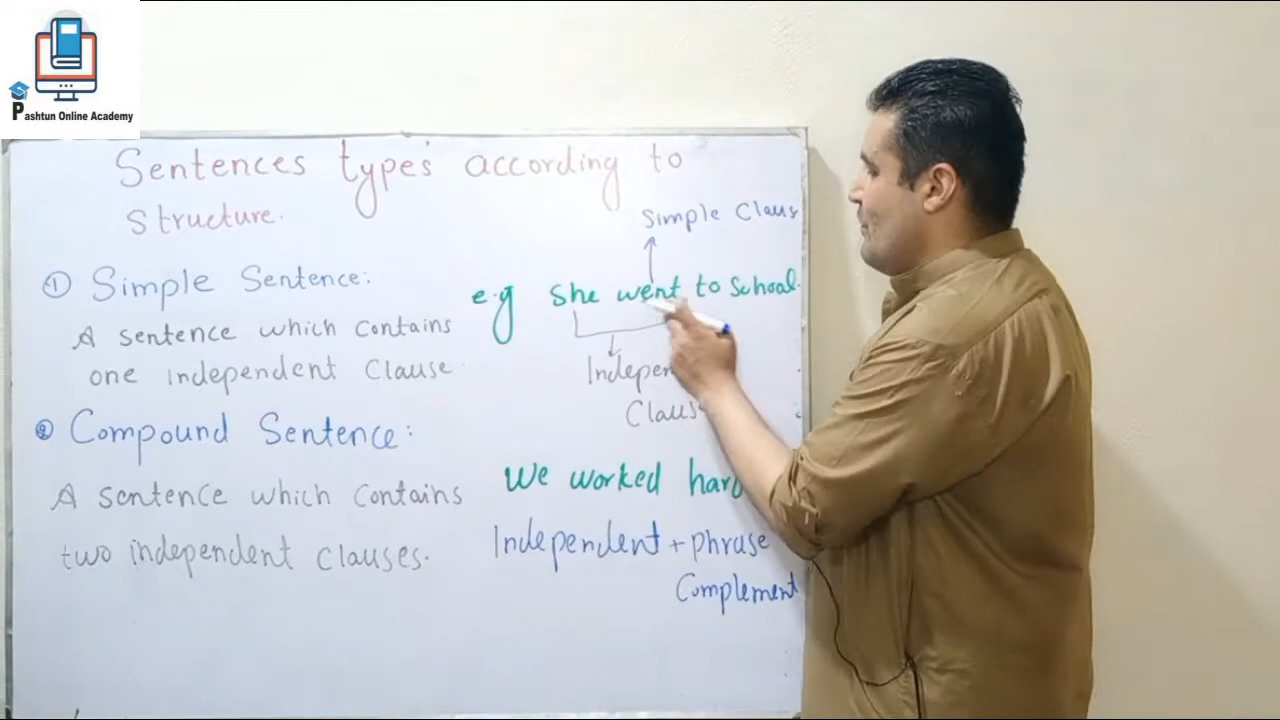 Pashtun Online Academy
Sentences types according to
Structure.
① Simple Sentence:
A sentence which contains
one independent Clause.
② Compound Sentence:
A sentence which contains
two independent clauses.
Simple Claus
e.g She went to School.
Indepen
Claus
We worked hard
Independent + phrase
Complement